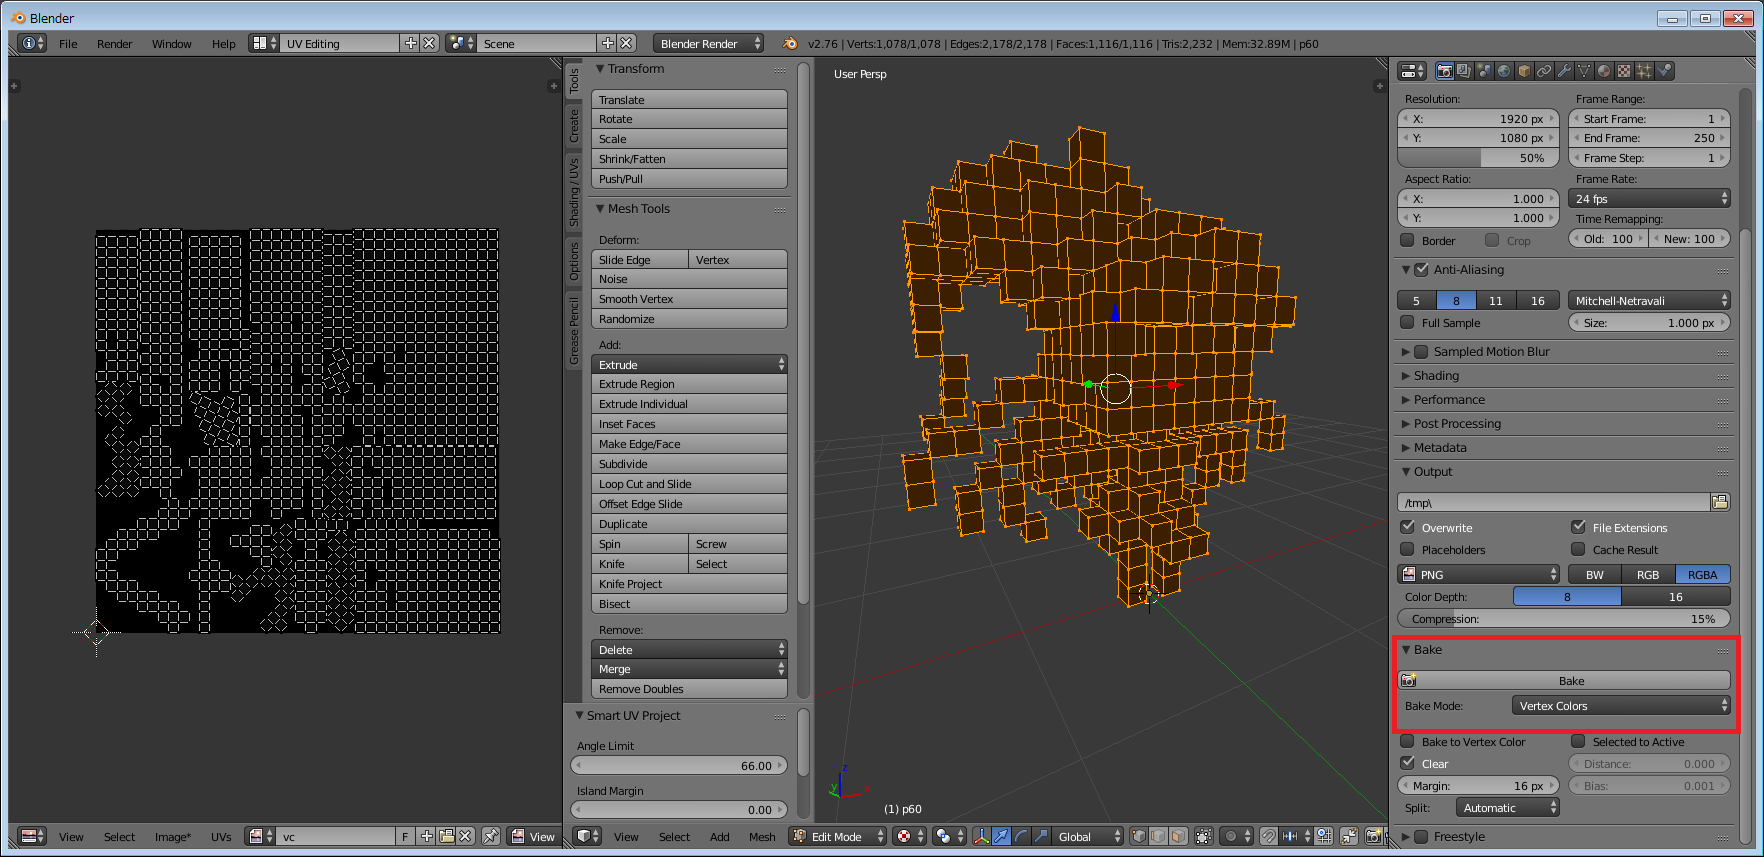 Blender
File Render Window Help UV Editing Scene Blender Render v2.76 | Verts:1,078/1,078 | Edges:2,178/2,178 | Faces:1,116/1,116 | Tris:2,232 | Mem:32.89M | p60
Tools
Create
Shading / UVs
Options
Grease Pencil
Transform
Translate
Rotate
Scale
Shrink/Fatten
Push/Pull
Mesh Tools
Deform:
Slide Edge Vertex
Noise
Smooth Vertex
Randomize
Add:
Extrude
Extrude Region
Extrude Individual
Inset Faces
Make Edge/Face
Subdivide
Loop Cut and Slide
Offset Edge Slide
Duplicate
Spin Screw
Knife Select
Knife Project
Bisect
Remove:
Delete
Merge
Remove Doubles
Smart UV Project
Angle Limit
66.00
Island Margin
0.00
User Persp
z
y
x
(1) p60
Resolution: Frame Range:
X: 1920 px Start Frame: 1
Y: 1080 px End Frame: 250
50% Frame Step: 1
Aspect Ratio: Frame Rate:
X: 1.000 24 fps
Y: 1.000 Time Remapping:
Border Crop Old: 100 New: 100
Anti-Aliasing
5 8 11 16 Mitchell-Netravali
Full Sample Size: 1.000 px
Sampled Motion Blur
Shading
Performance
Post Processing
Metadata
Output
/tmp\
Overwrite File Extensions
Placeholders Cache Result
PNG BW RGB RGBA
Color Depth: 8 16
Compression: 15%
Bake
Bake
Bake Mode: Vertex Colors
Bake to Vertex Color Selected to Active
Clear Distance: 0.000
Margin: 16 px Bias: 0.001
Split: Automatic
Freestyle
View Select Image* UVs vc F View
View Select Add Mesh Edit Mode Global